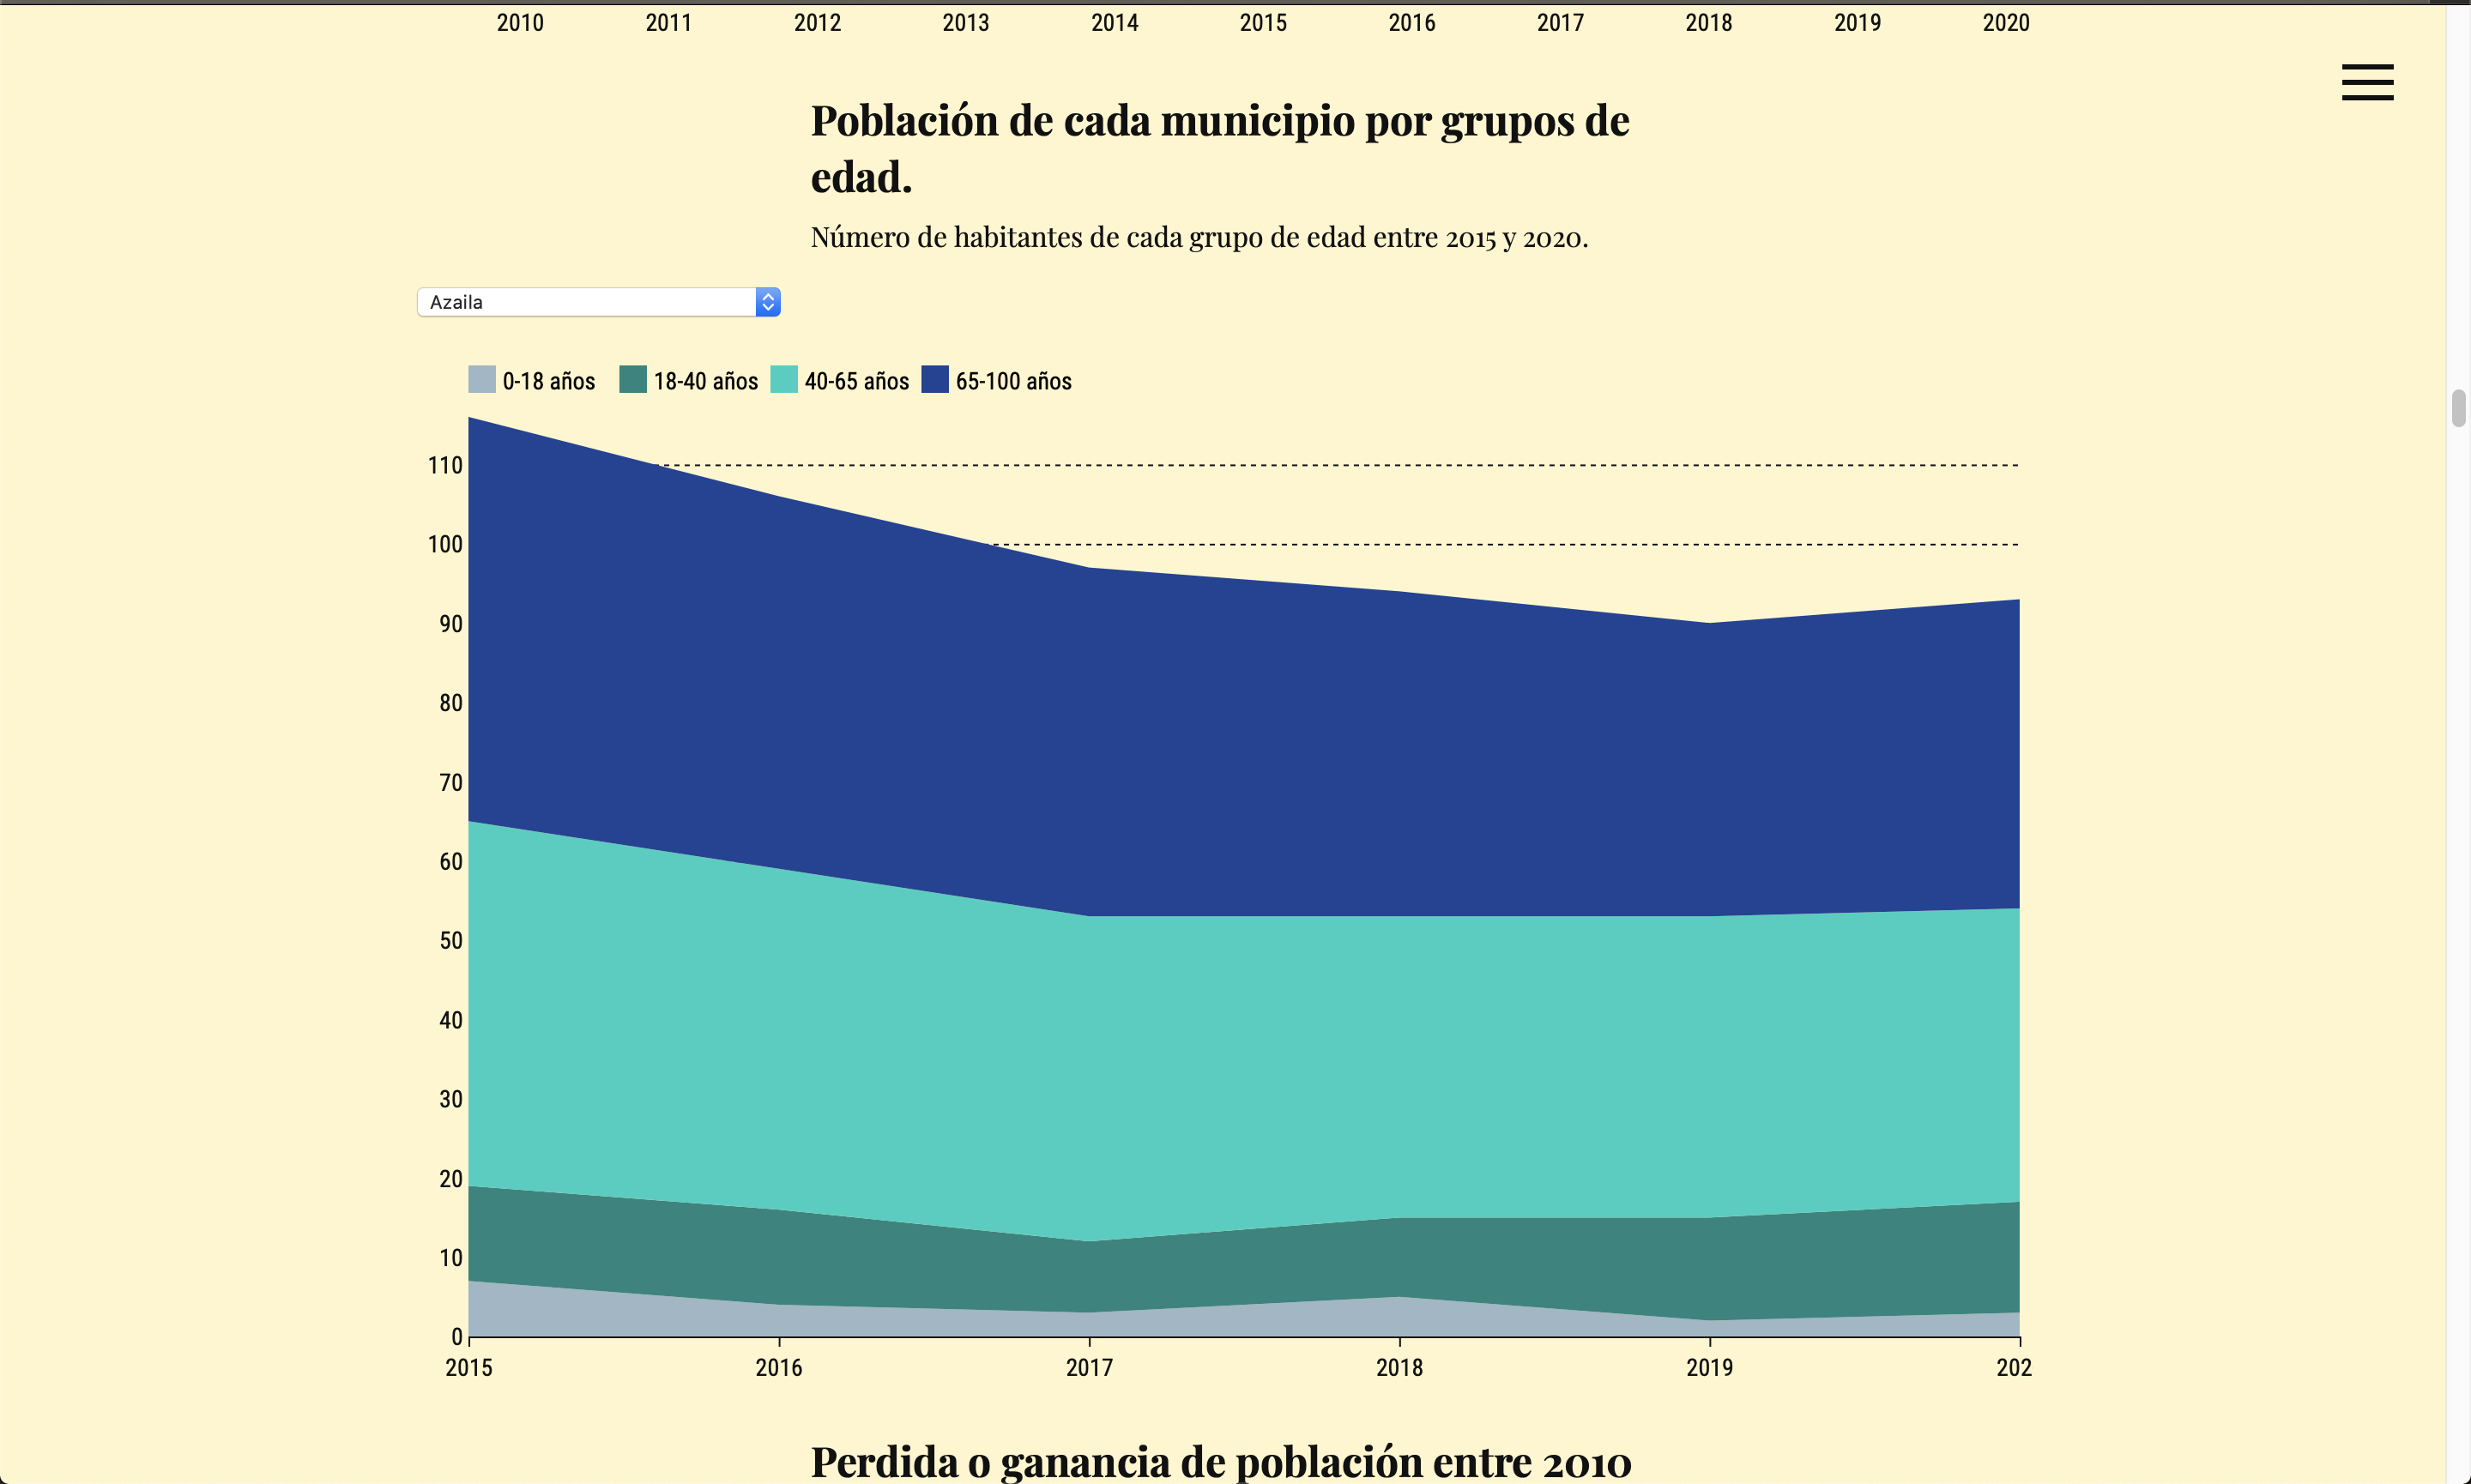 2010 2011 2012 2013 2014 2015 2016 2017 2018 2019 2020
Población de cada municipio por grupos de
edad.
Número de habitantes de cada grupo de edad entre 2015 y 2020.
Azaila
0-18 años 18-40 años 40-65 años 65-100 años
110
100
90
80
70
60
50
40
30
20
10
0
2015 2016 2017 2018 2019 202
Perdida o ganancia de población entre 2010